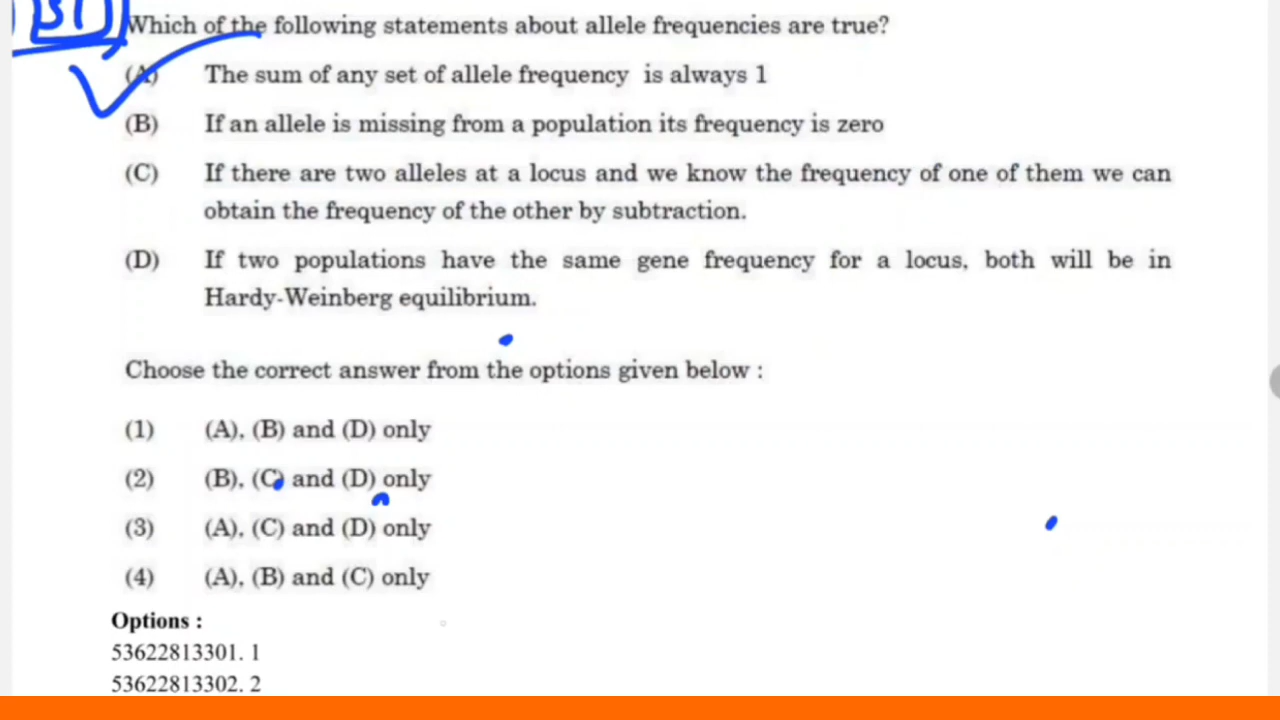 51
Which of the following statements about allele frequencies are true?
(A) The sum of any set of allele frequency is always 1
(B) If an allele is missing from a population its frequency is zero
(C) If there are two alleles at a locus and we know the frequency of one of them we can
obtain the frequency of the other by subtraction.
(D) If two populations have the same gene frequency for a locus, both will be in
Hardy-Weinberg equilibrium.
Choose the correct answer from the options given below :
(1) (A), (B) and (D) only
(2) (B), (C) and (D) only
(3) (A), (C) and (D) only
(4) (A), (B) and (C) only
Options :
53622813301. 1
53622813302. 2